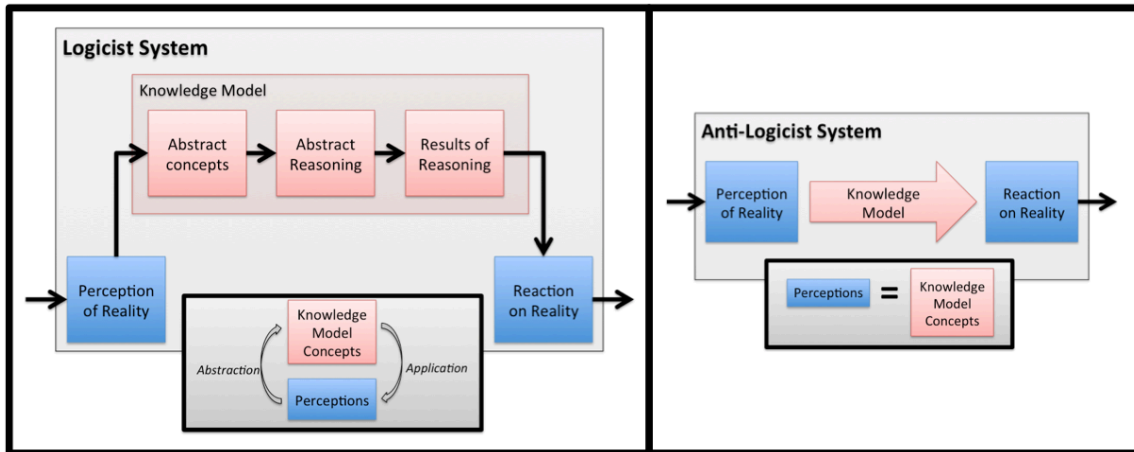 Logicist System
Knowledge Model
Abstract
concepts
Abstract
Reasoning
Results of
Reasoning
Perception
of Reality
Reaction
on Reality
Knowledge
Model
Concepts
Abstraction
Application
Perceptions
Anti-Logicist System
Perception
of Reality
Knowledge
Model
Reaction
on Reality
Perceptions
=
Knowledge
Model
Concepts